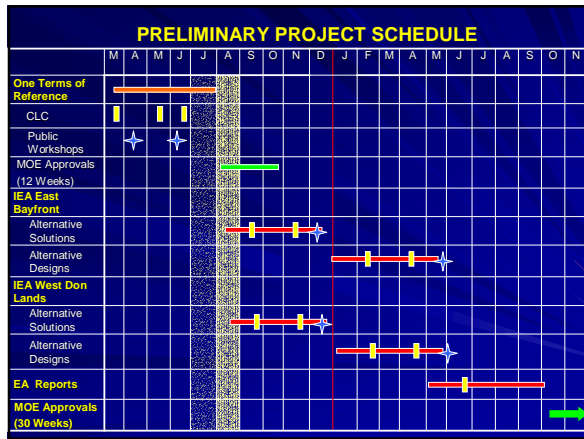 PRELIMINARY PROJECT SCHEDULE
M A M J J A S O N D J F M A M J J A S O N
One Terms of
Reference
CLC
Public
Workshops
MOE Approvals
(12 Weeks)
IEA East
Bayfront
Alternative
Solutions
Alternative
Designs
IEA West Don
Lands
Alternative
Solutions
Alternative
Designs
EA Reports
MOE Approvals
(30 Weeks)